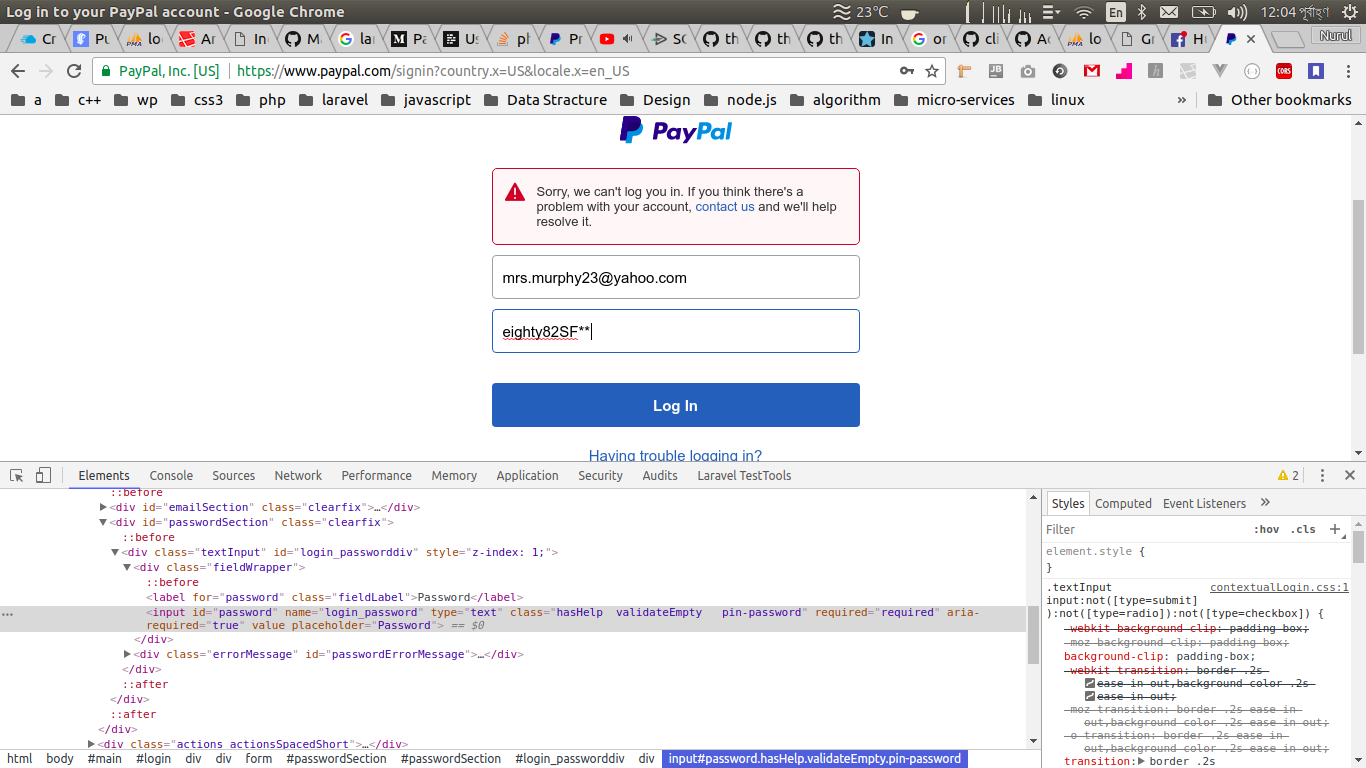 Log in to your PayPal account - Google Chrome
23°C
En
12:04 পূর্বাহ্ণ
Cr
Pu
lo
Ar
In
M
la
Pa
Us
ph
Pr
SC
th
th
th
In
or
cli
Ac
lo
Gr
H
P
Nurul
PayPal, Inc. [US]
https://www.paypal.com/signin?country.x=US&locale.x=en_US
JB
CORS
a
c++
wp
css3
php
laravel
javascript
Data Stracture
Design
node.js
algorithm
micro-services
linux
»
Other bookmarks
PayPal
Sorry, we can't log you in. If you think there's a
problem with your account, contact us and we'll help
resolve it.
mrs.murphy23@yahoo.com
eighty82SF**
Log In
Having trouble logging in?
Elements
Console
Sources
Network
Performance
Memory
Application
Security
Audits
Laravel TestTools
2
::before
<div id="emailSection" class="clearfix">…</div>
<div id="passwordSection" class="clearfix">
::before
<div class="textInput" id="login_passworddiv" style="z-index: 1;">
<div class="fieldWrapper">
::before
<label for="password" class="fieldLabel">Password</label>
<input id="password" name="login_password" type="text" class="hasHelp  validateEmpty   pin-password" required="required" aria-
required="true" value placeholder="Password"> == $0
</div>
<div class="errorMessage" id="passwordErrorMessage">…</div>
</div>
::after
</div>
::after
</div>
<div class="actions actionsSpacedShort">…</div>
html
body
#main
#login
div
div
form
#passwordSection
#passwordSection
#login_passworddiv
div
input#password.hasHelp.validateEmpty.pin-password
Styles
Computed
Event Listeners
»
Filter
:hov
.cls
+
element.style {
}
.textInput
contextualLogin.css:1
input:not([type=submit]
):not([type=radio]):not([type=checkbox]) {
-webkit-background-clip: padding-box;
-moz-background-clip: padding-box;
background-clip: padding-box;
-webkit-transition: border .2s
ease-in-out,background-color .2s
ease-in-out;
-moz-transition: border .2s ease-in-
out,background-color .2s ease-in-out;
-o-transition: border .2s ease-in-
out,background-color .2s ease-in-out;
transition: border .2s